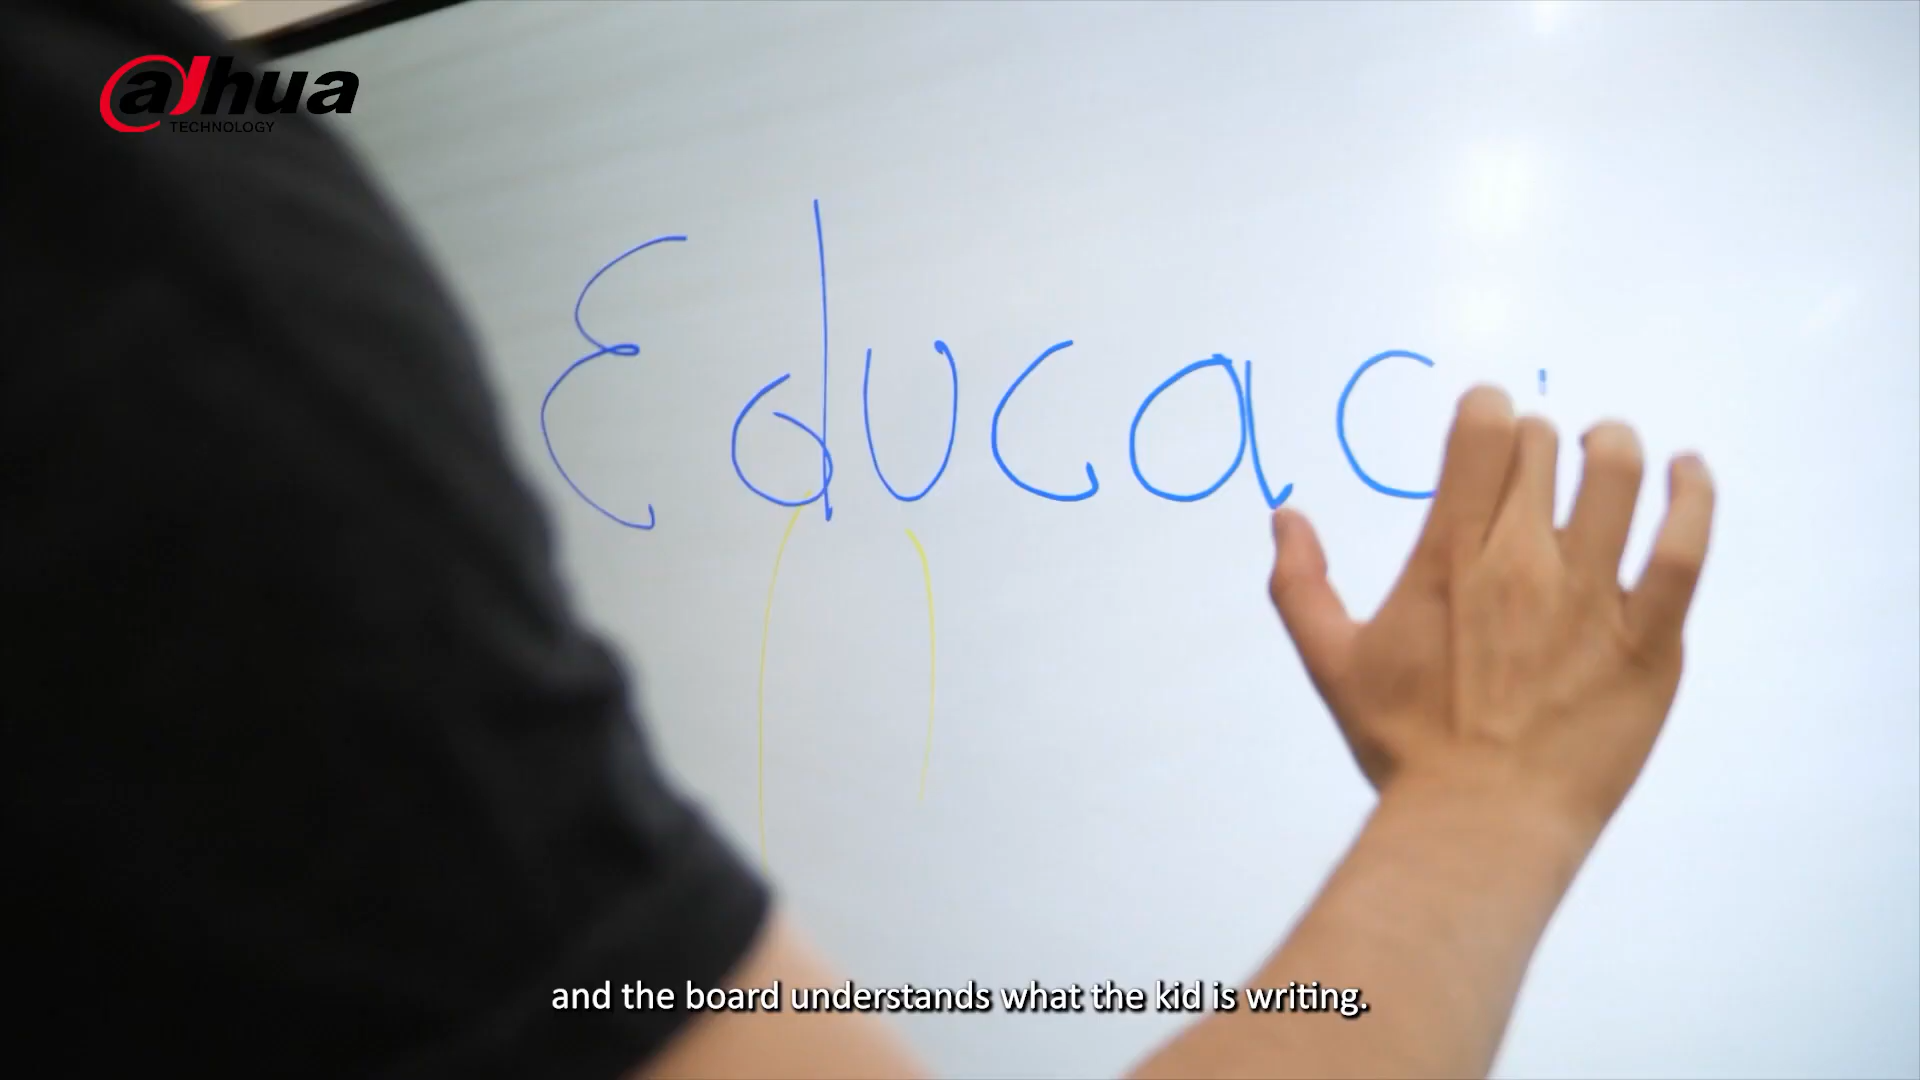 alhua
TECHNOLOGY
Educac
and the board understands what the kid is writing.